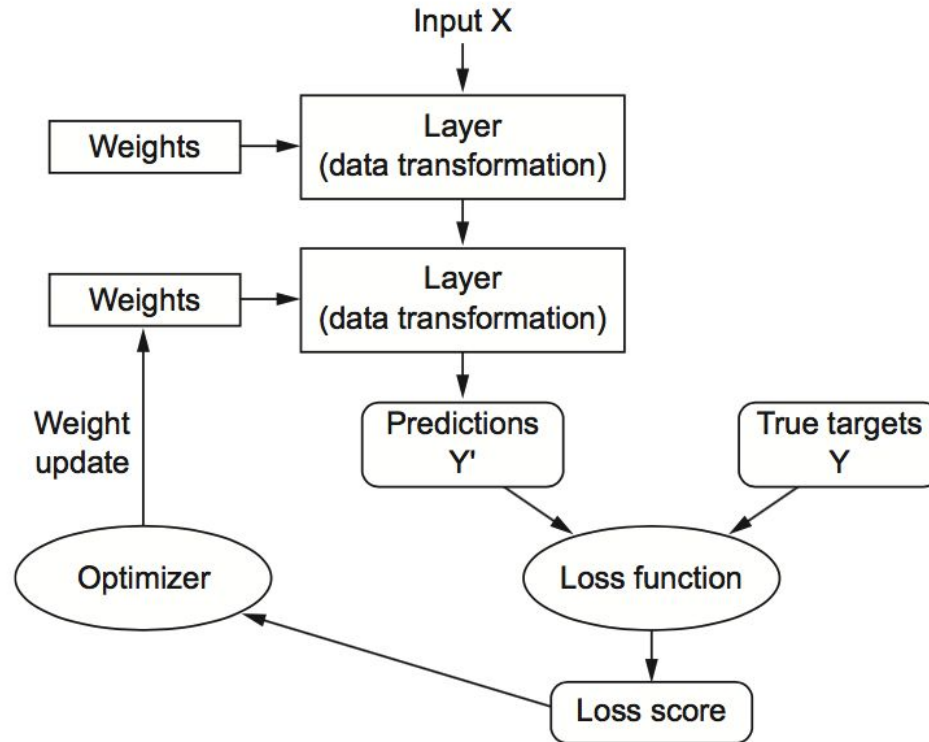 Input X
Weights
Layer
(data transformation)
Weights
Layer
(data transformation)
Weight
update
Predictions
Y'
True targets
Y
Optimizer
Loss function
Loss score